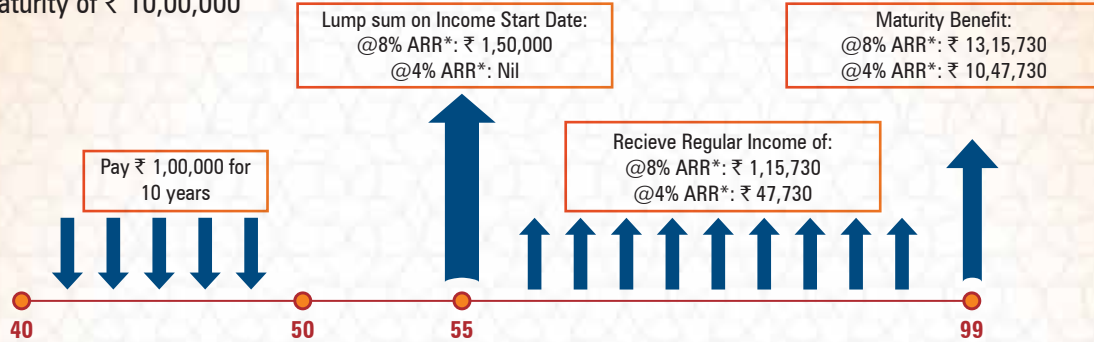 aturity of ₹ 10,00,000
Lump sum on Income Start Date:
@8% ARR*: ₹ 1,50,000
@4% ARR*: Nil
Maturity Benefit:
@8% ARR*: ₹ 13,15,730
@4% ARR*: ₹ 10,47,730
Pay ₹ 1,00,000 for
10 years
Recieve Regular Income of:
@8% ARR*: ₹ 1,15,730
@4% ARR*: ₹ 47,730
40
50
55
99